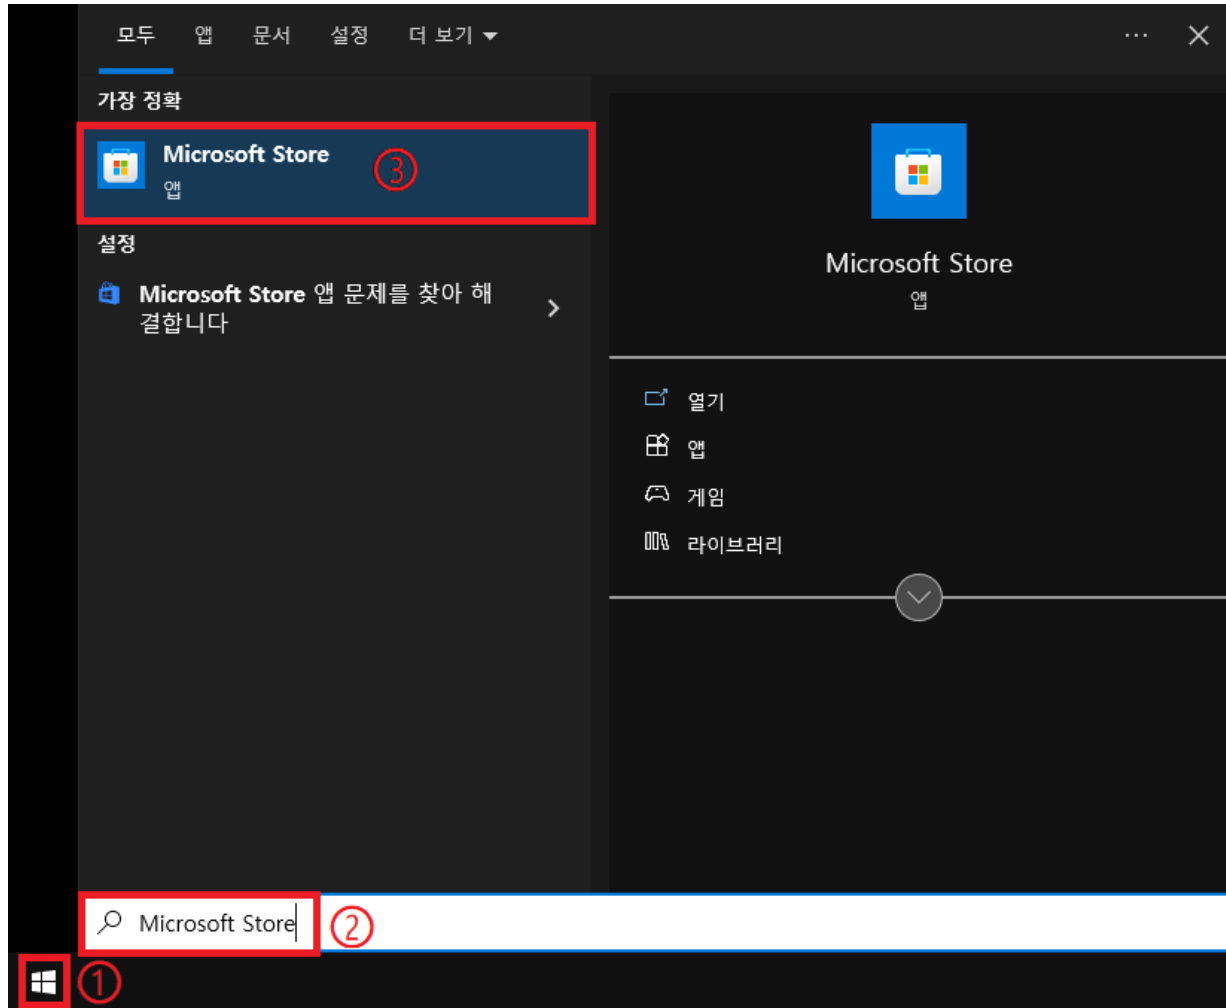 모두 앱 문서 설정 더 보기
가장 정확
Microsoft Store
앱
③
설정
Microsoft Store 앱 문제를 찾아 해
결합니다
Microsoft Store
앱
열기
앱
게임
라이브러리
Microsoft Store
②
①